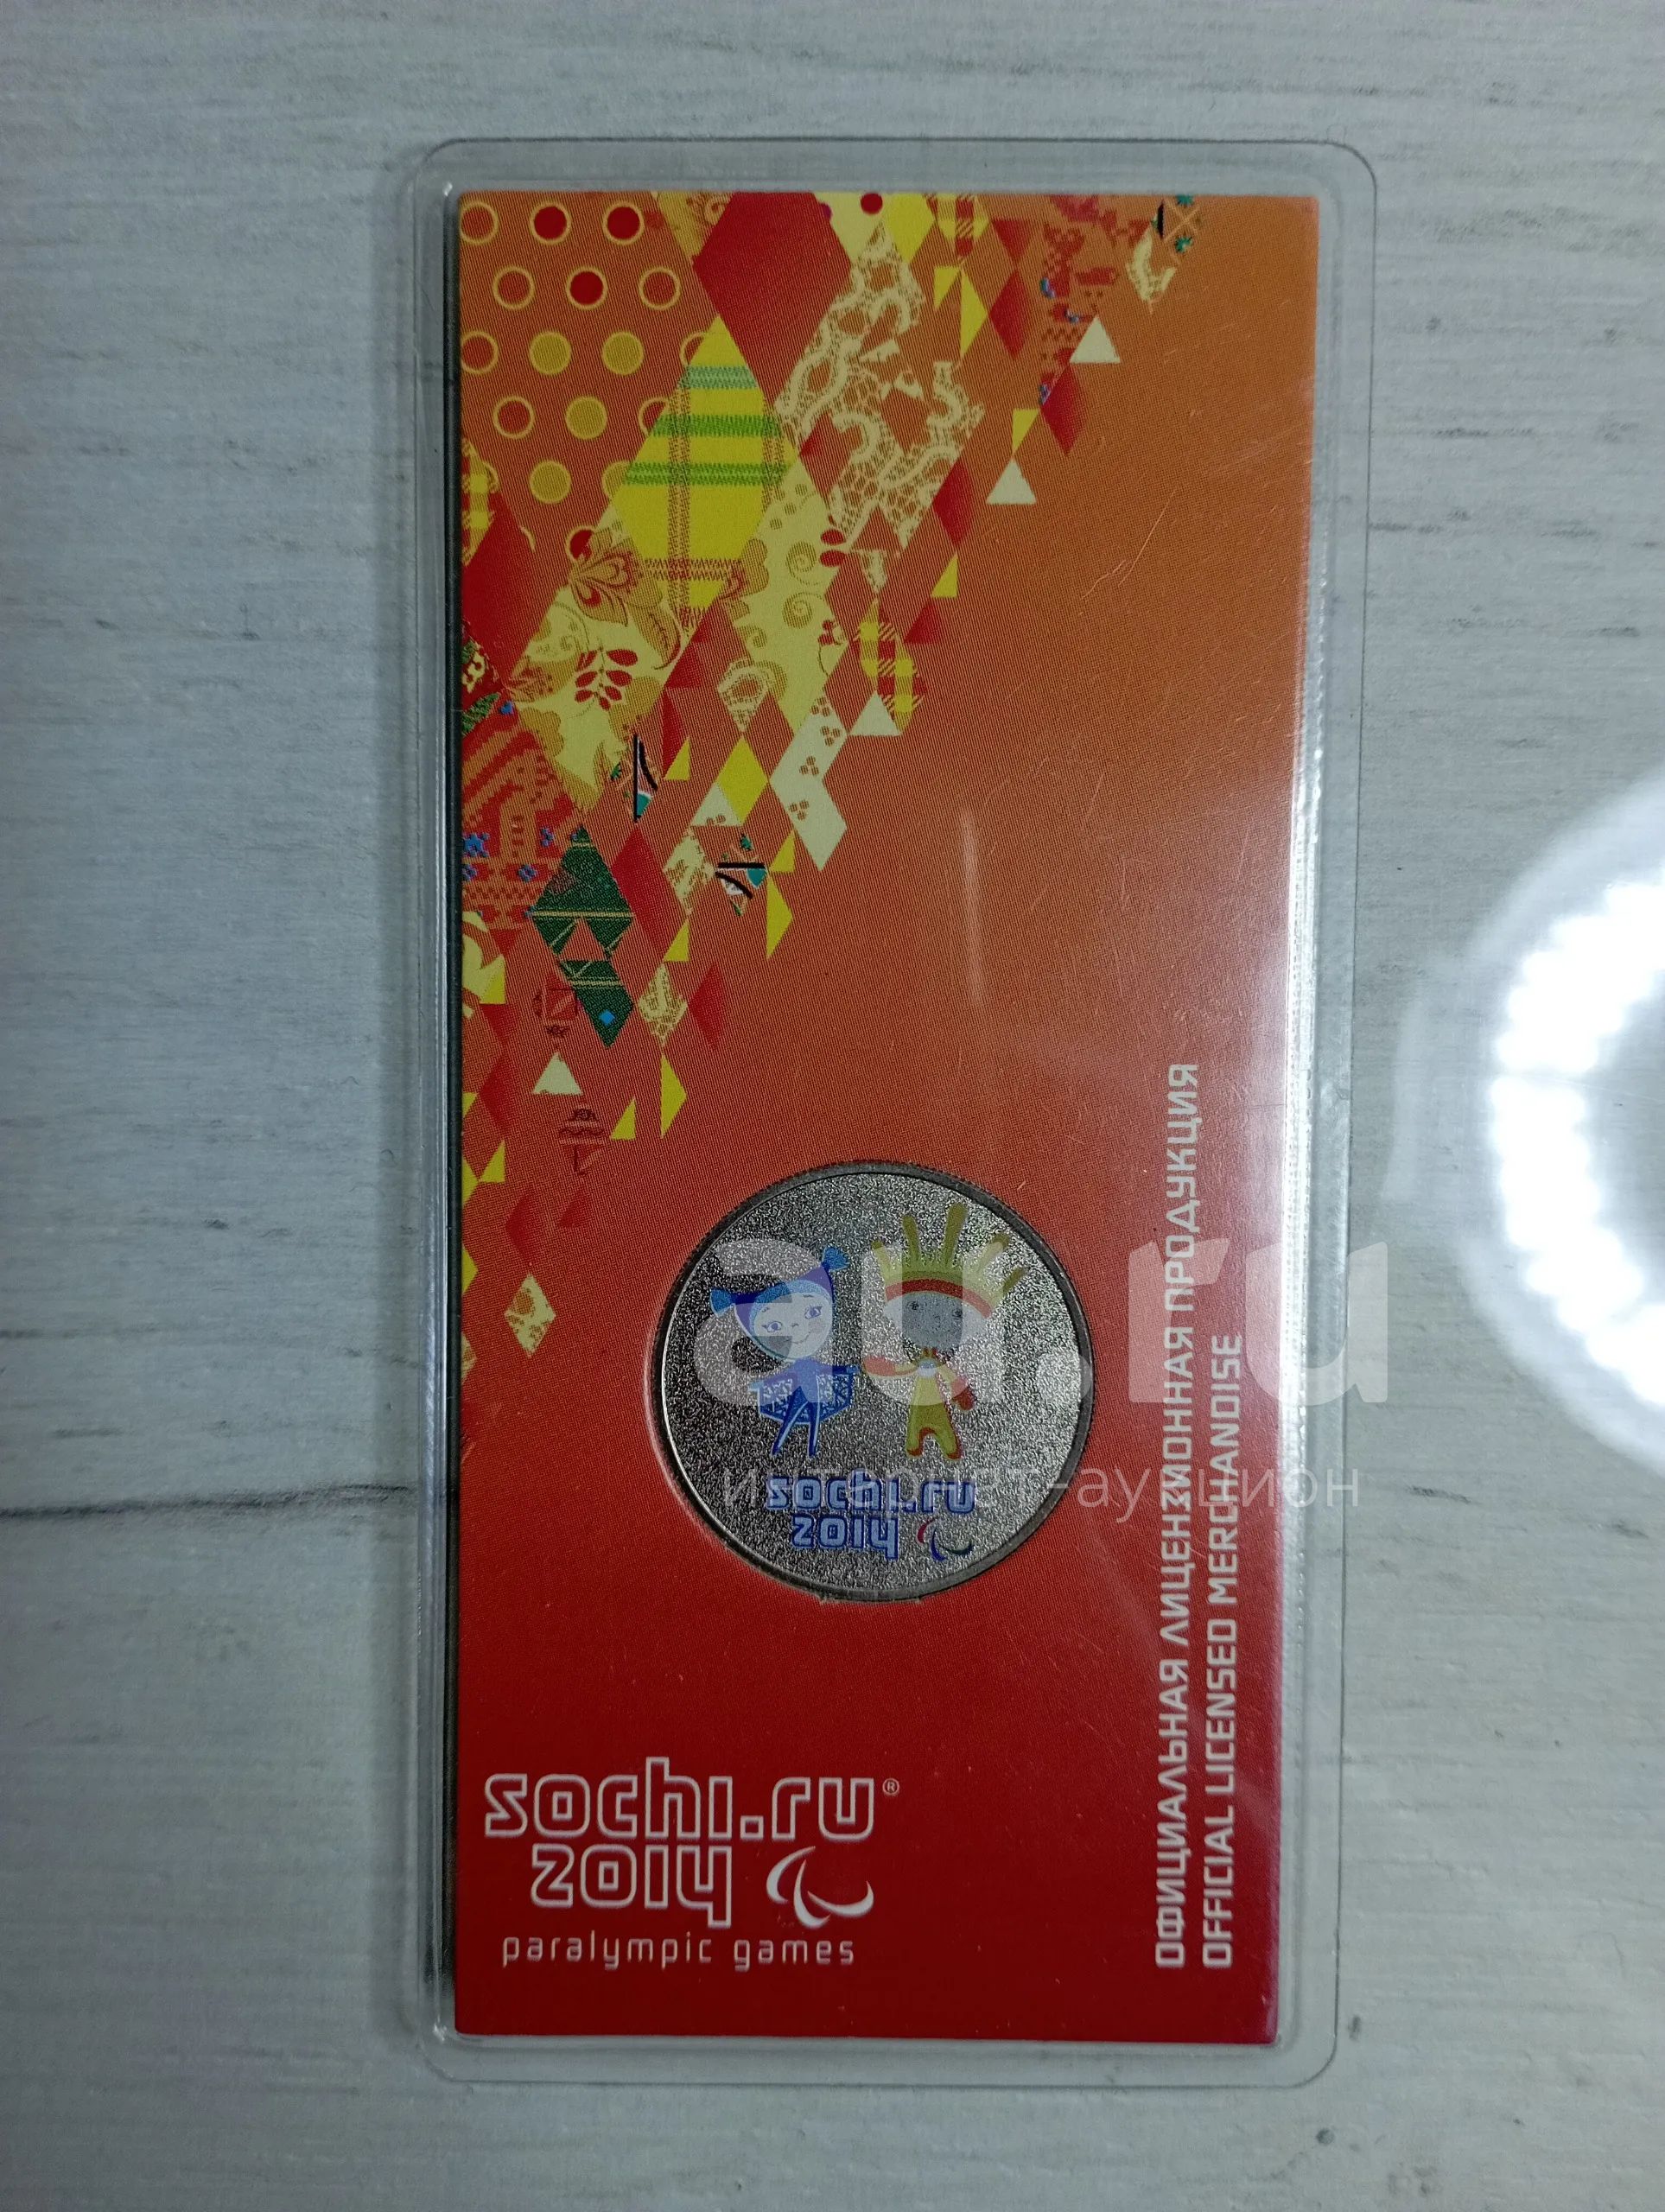 sochi.ru
2014
sochi.ru®
2014
paralympic games
ОФИЦИАЛЬНАЯ ЛИЦЕНЗИОННАЯ ПРОДУКЦИЯ
OFFICIAL LICENSED MERCHANDISE
au.ru
интернет-аукцион